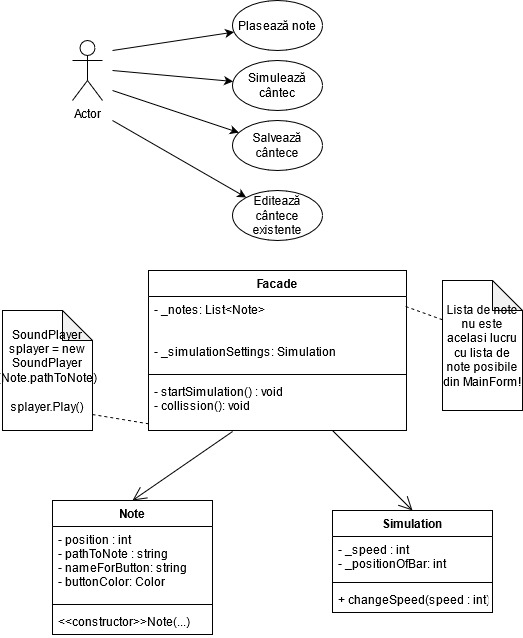 Plasează note
Simulează
cântec
Salvează
cântece
Editează
cântece
existente
Actor
Facade
- _notes: List<Note>
- _simulationSettings: Simulation
- startSimulation() : void
- collission(): void
Lista de note
nu este
acelasi lucru
cu lista de
note posibile
din MainForm!
SoundPlayer
splayer = new
SoundPlayer
(Note.pathToNote)
splayer.Play()
Note
- position : int
- pathToNote : string
- nameForButton: string
- buttonColor: Color
<<constructor>>Note(...)
Simulation
- _speed : int
- _positionOfBar: int
+ changeSpeed(speed : int)